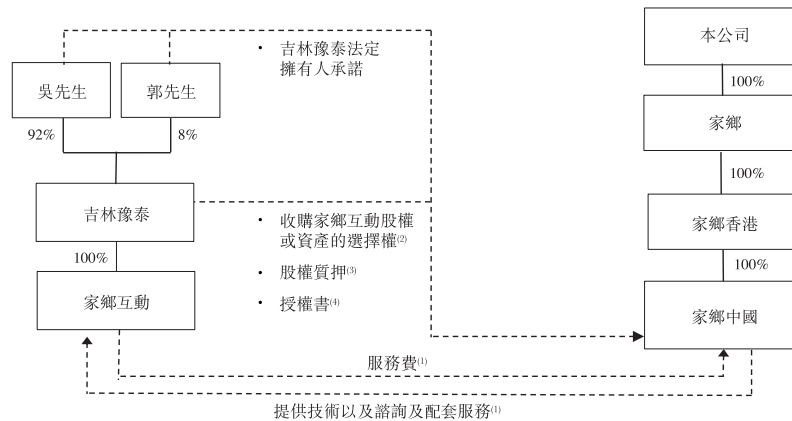 吳先生
郭先生
92%
8%
吉林豫泰
100%
家鄉互動
• 吉林豫泰法定
擁有人承諾
• 收購家鄉互動股權
或資產的選擇權(2)
• 股權質押(3)
• 授權書(4)
本公司
100%
家鄉
100%
家鄉香港
100%
家鄉中國
服務費(1)
提供技術以及諮詢及配套服務(1)